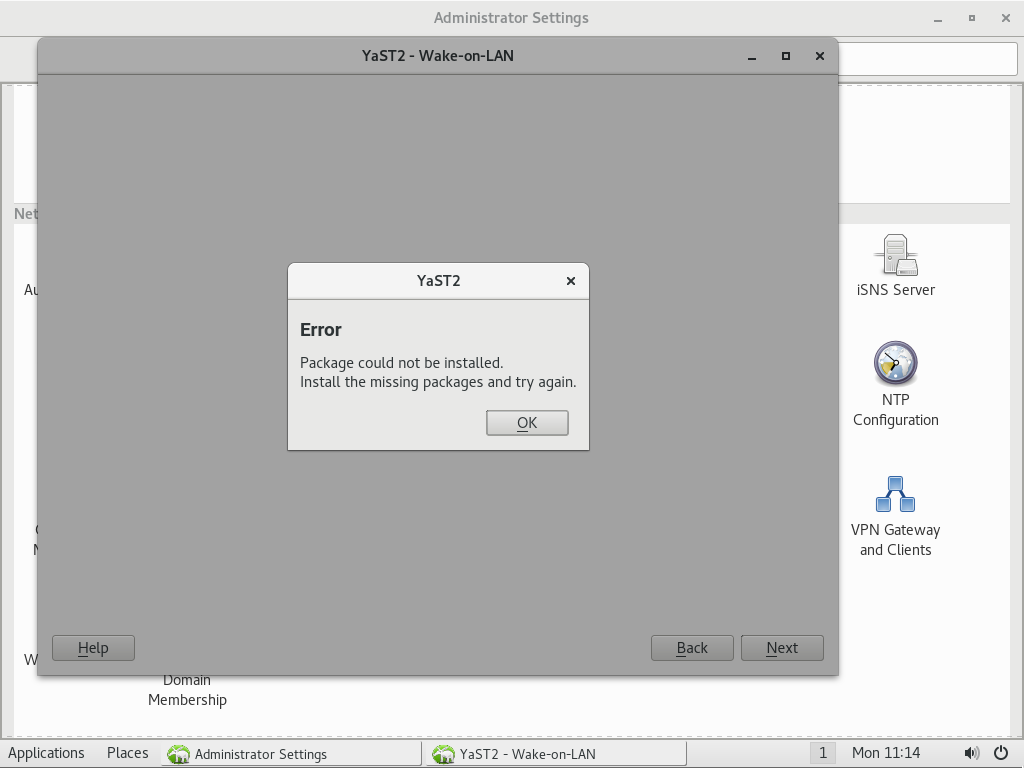 Administrator Settings
YaST2 - Wake-on-LAN
Net
Au
iSNS Server
YaST2
Error
Package could not be installed.
Install the missing packages and try again.
OK
NTP
Configuration
VPN Gateway
and Clients
Help
Back
Next
W
Domain
Membership
Applications
Places
Administrator Settings
YaST2 - Wake-on-LAN
1
Mon 11:14